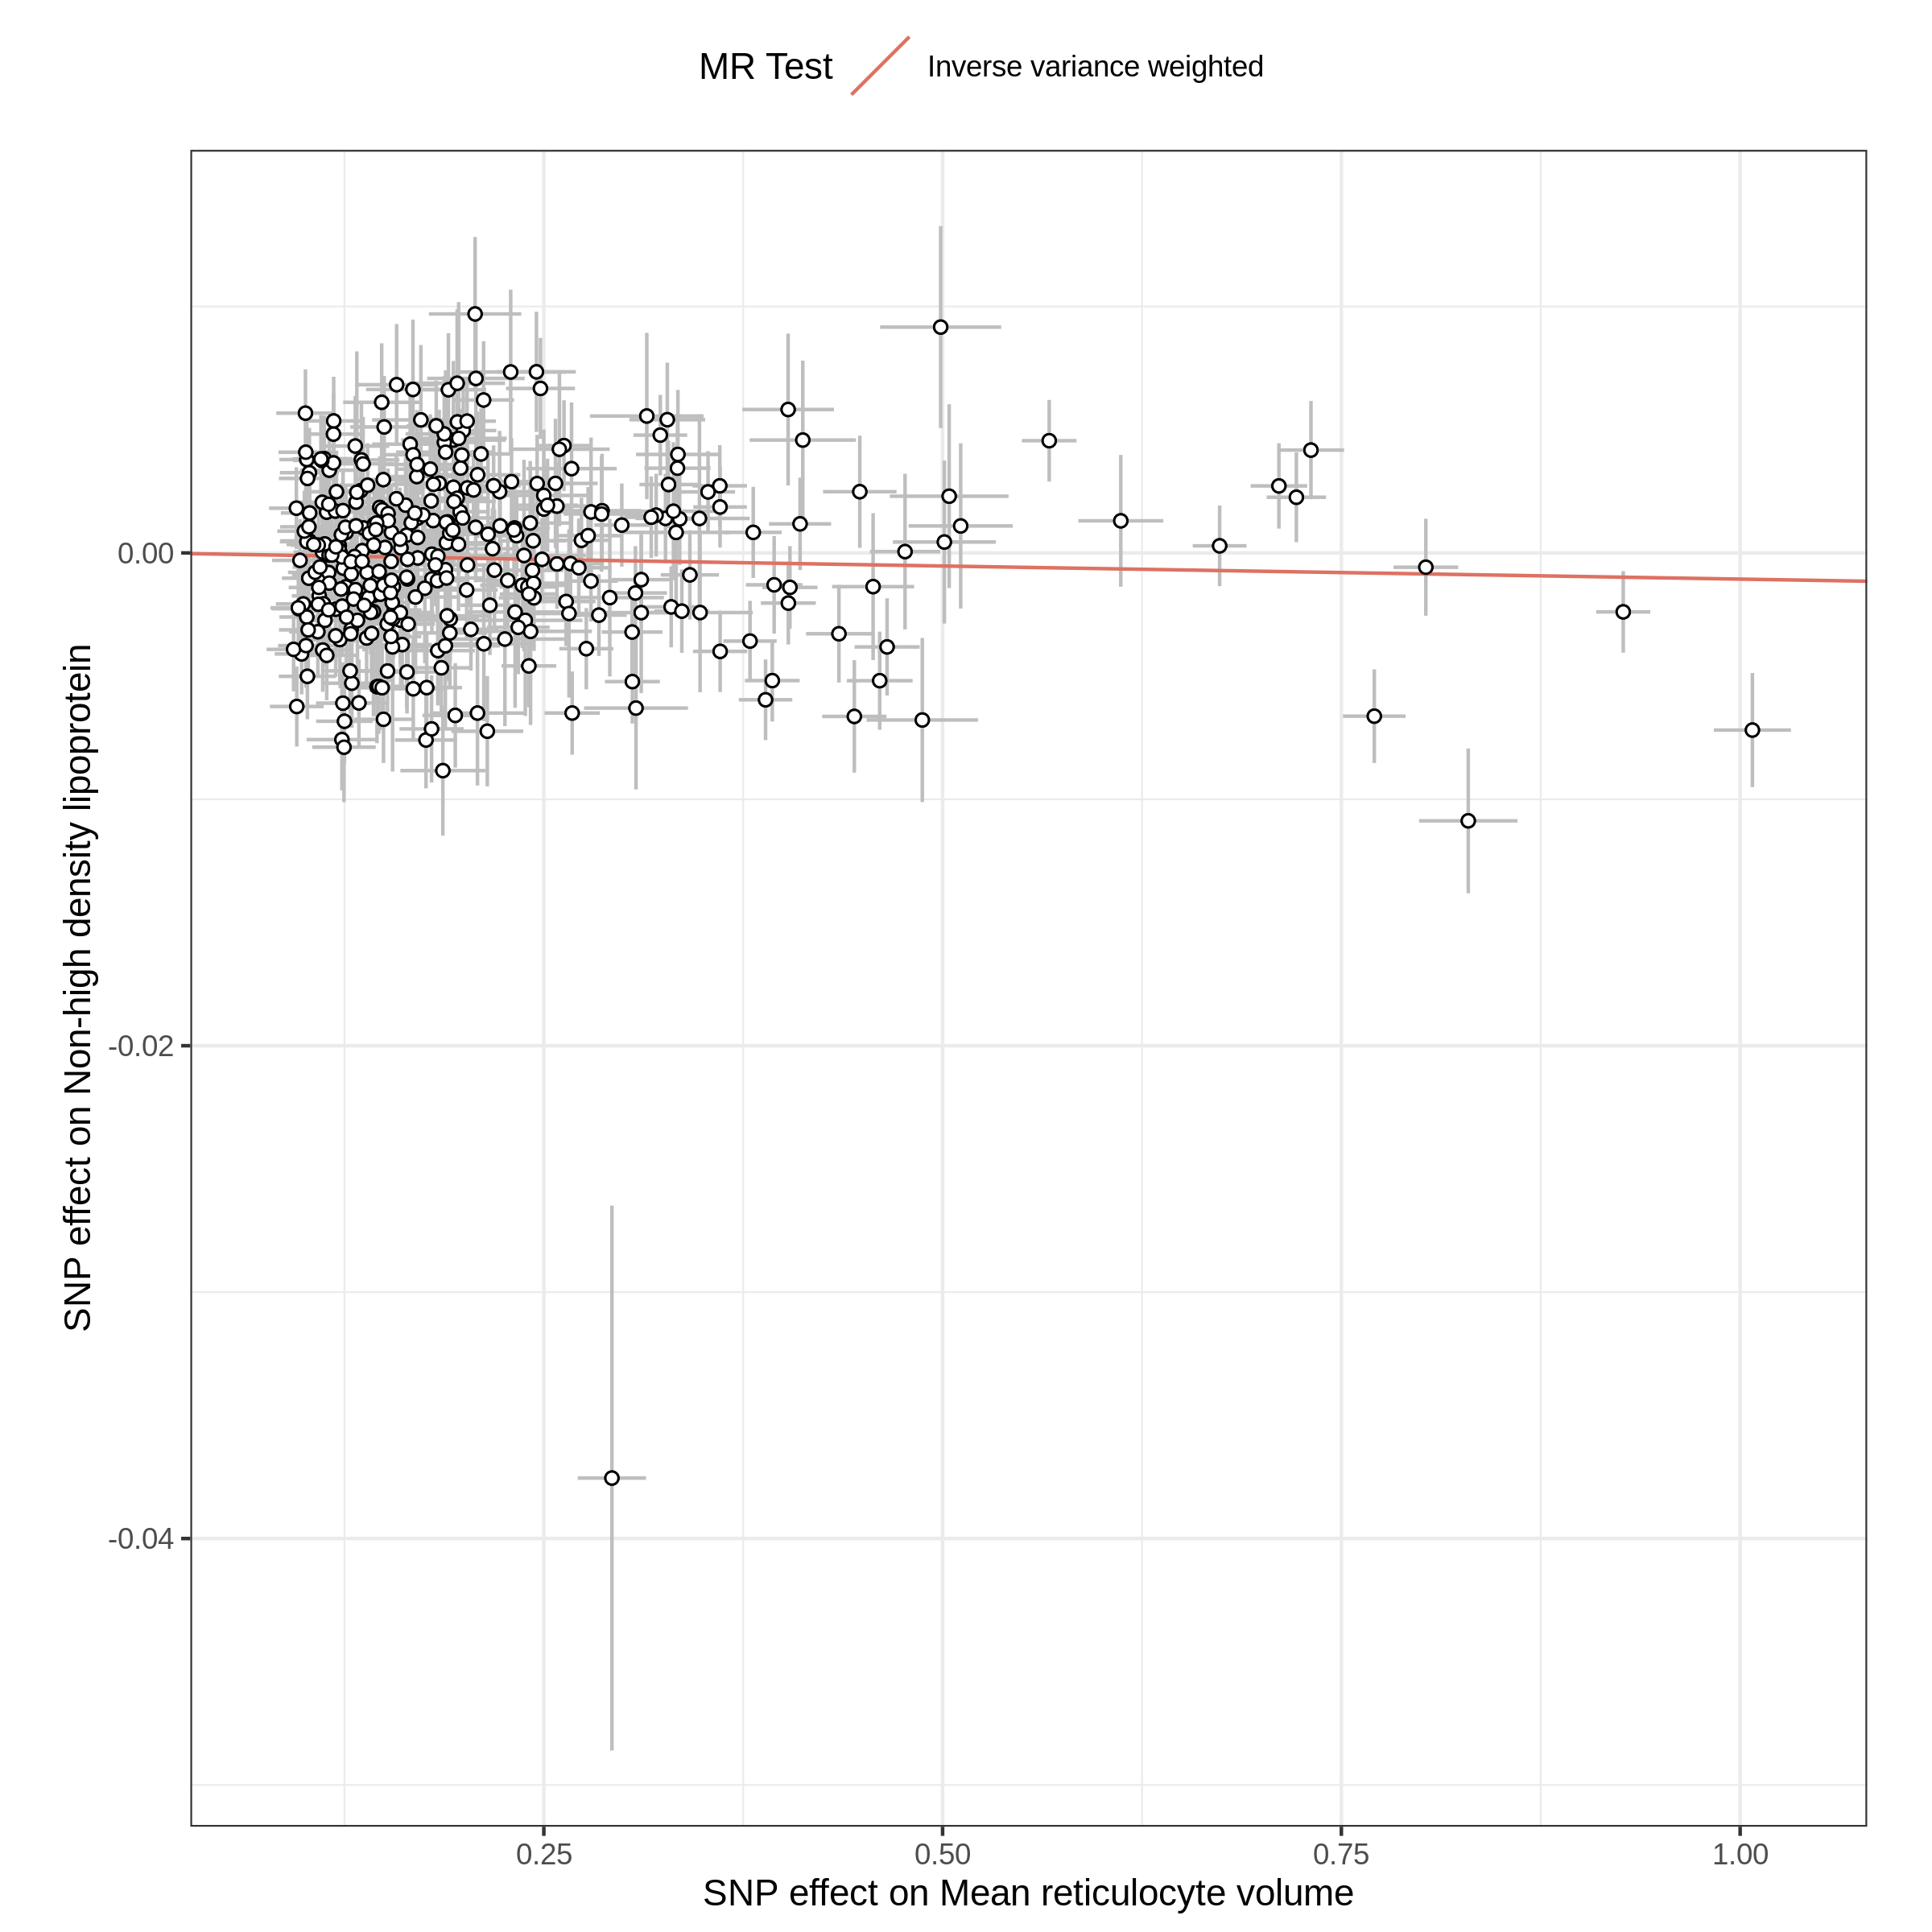 MR Test
Inverse variance weighted
SNP effect on Non-high density lipoprotein
0.00
-0.02
-0.04
0.25
0.50
0.75
1.00
SNP effect on Mean reticulocyte volume